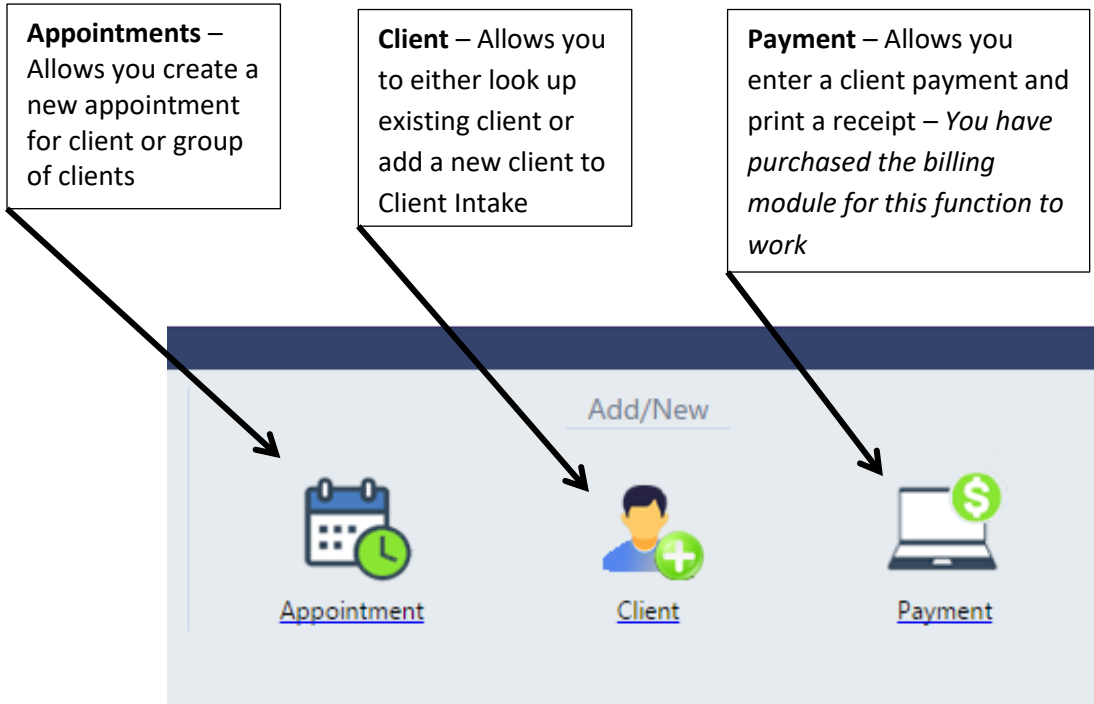 Appointments –
Allows you create a
new appointment
for client or group
of clients
Client – Allows you
to either look up
existing client or
add a new client to
Client Intake
Payment – Allows you
enter a client payment and
print a receipt – You have
purchased the billing
module for this function to
work
Add/New
Appointment
Client
Payment